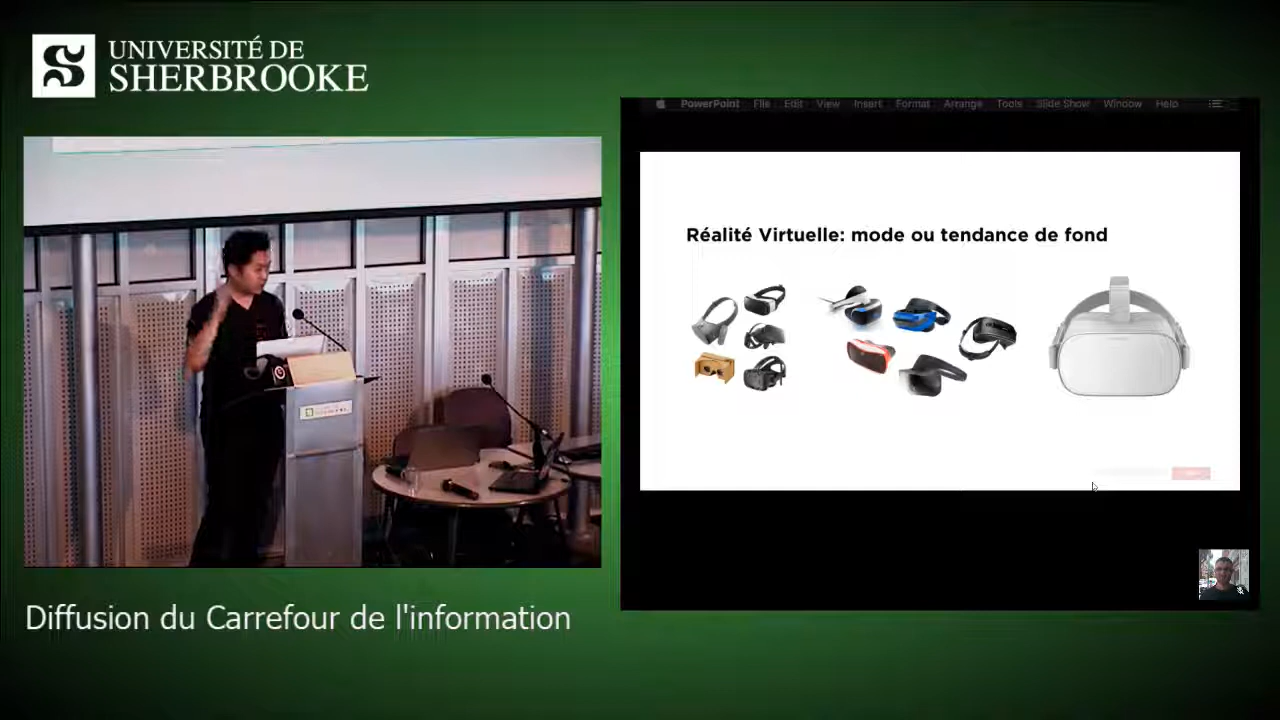 UNIVERSITÉ DE
SHERBROOKE
PowerPoint File Edit View Insert Format Arrange Tools Slide Show Window Help
Réalité Virtuelle: mode ou tendance de fond
Diffusion du Carrefour de l'information